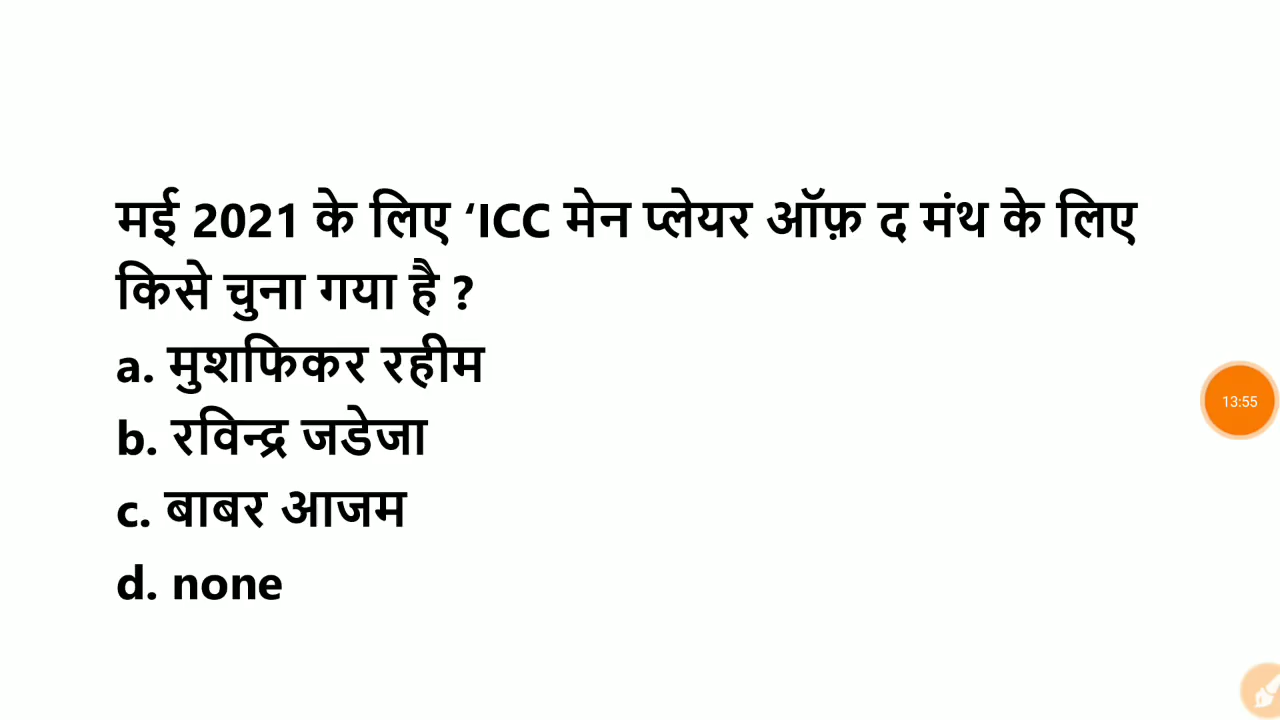 मई 2021 के लिए ‘ICC मेन प्लेयर ऑफ़ द मंथ के लिए
किसे चुना गया है ?
a. मुशफिकर रहीम
b. रविन्द्र जडेजा
c. बाबर आजम
d. none
13:55